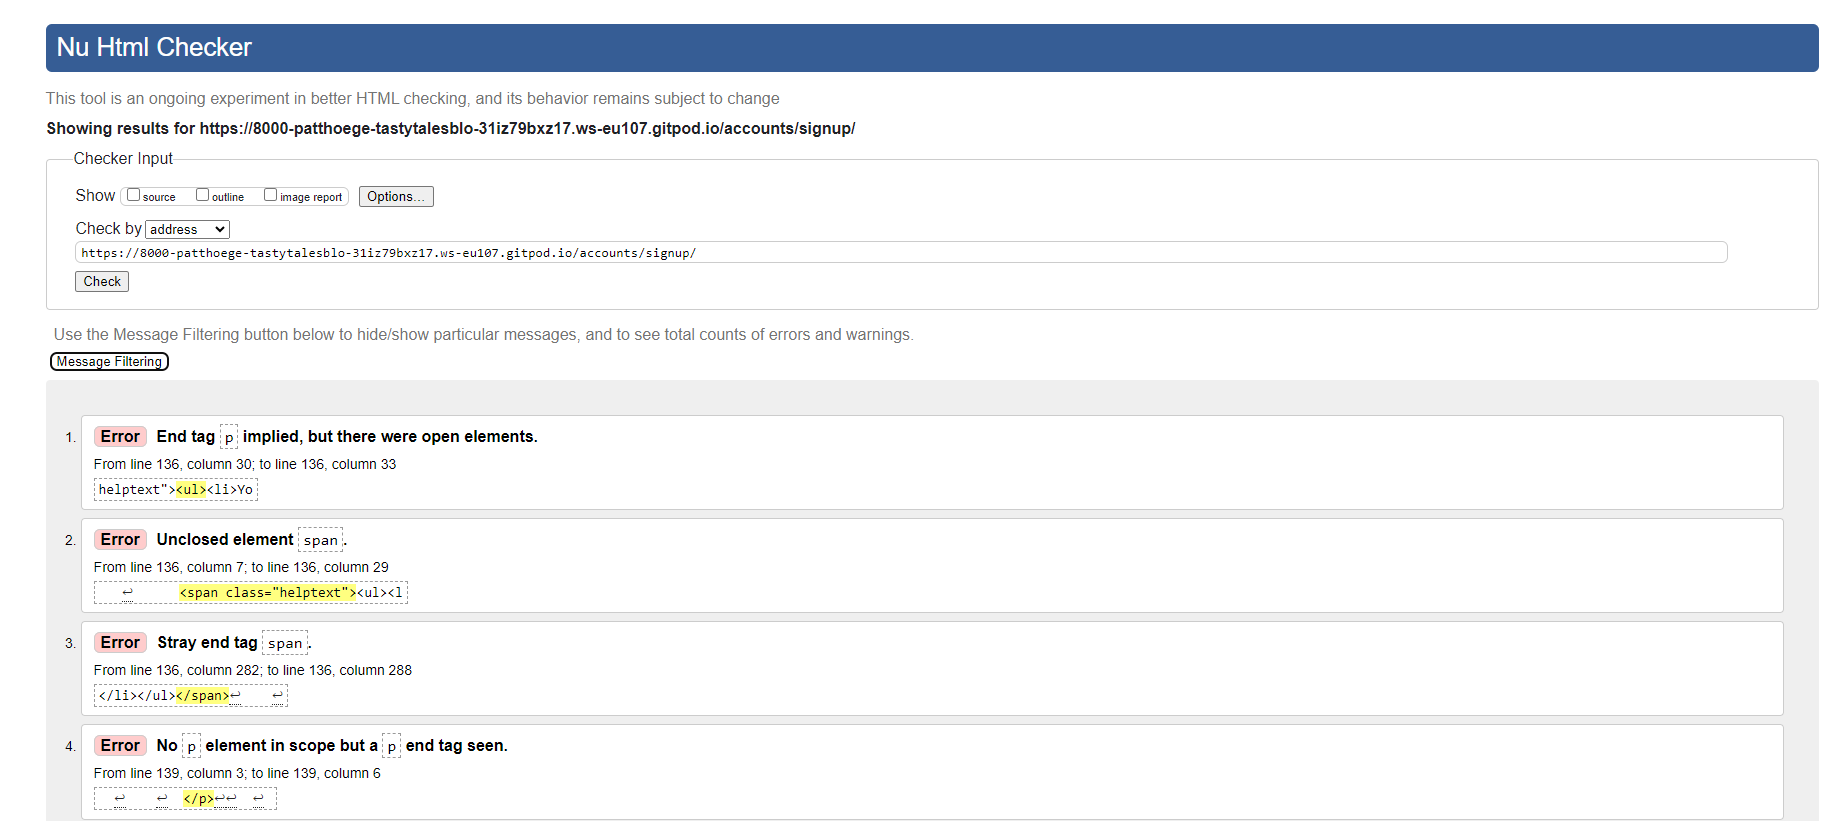 Nu Html Checker
This tool is an ongoing experiment in better HTML checking, and its behavior remains subject to change
Showing results for https://8000-patthoege-tastytalesblo-31iz79bxz17.ws-eu107.gitpod.io/accounts/signup/
Checker Input
Show source outline image report Options...
Check by address
https://8000-patthoege-tastytalesblo-31iz79bxz17.ws-eu107.gitpod.io/accounts/signup/
Check
Use the Message Filtering button below to hide/show particular messages, and to see total counts of errors and warnings.
Message Filtering
1. Error End tag p implied, but there were open elements.
From line 136, column 30; to line 136, column 33
helptext"><ul><li>Yo
2. Error Unclosed element span.
From line 136, column 7; to line 136, column 29
↩ <span class="helptext"><ul><l
3. Error Stray end tag span.
From line 136, column 282; to line 136, column 288
</li></ul></span>↩ ↩
4. Error No p element in scope but a p end tag seen.
From line 139, column 3; to line 139, column 6
↩ ↩ </p>↩↩ ↩